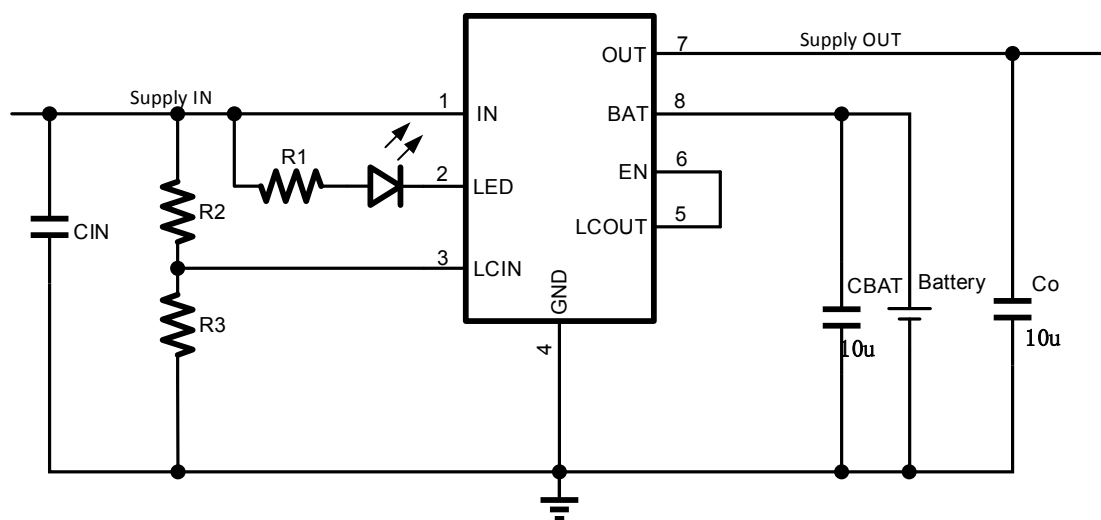 OUT
7
Supply OUT
Supply IN
1
IN
BAT
8
R1
2
LED
EN
6
R2
LCOUT
5
CIN
3
LCIN
GND
R3
4
CBAT
Battery
Co
10u
10u